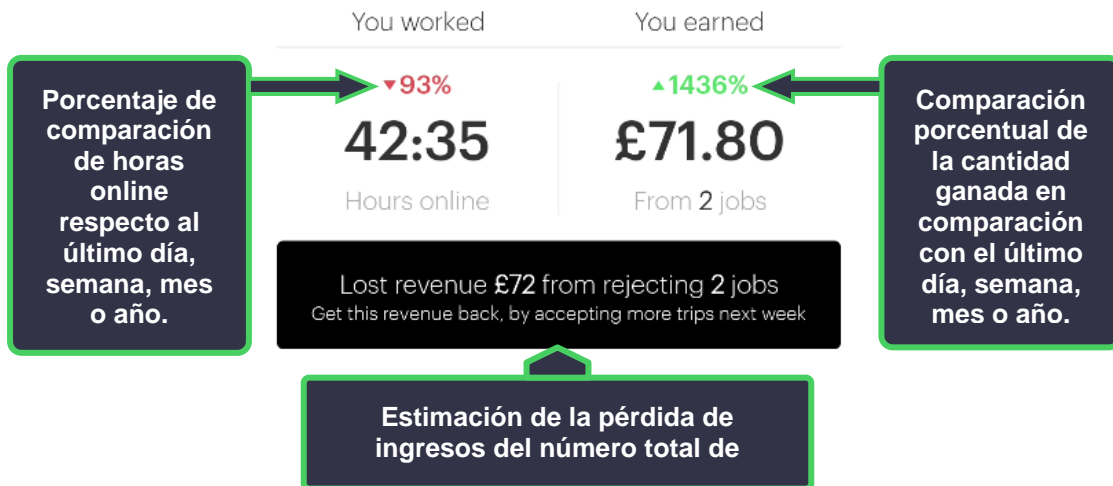 You worked
You earned
▼93%
▲1436%
42:35
£71.80
Hours online
From 2 jobs
Lost revenue £72 from rejecting 2 jobs
Get this revenue back, by accepting more trips next week
Porcentaje de
comparación
de horas
online
respecto al
último día,
semana, mes
o año.
Comparación
porcentual de
la cantidad
ganada en
comparación
con el último
día, semana,
mes o año.
Estimación de la pérdida de
ingresos del número total de